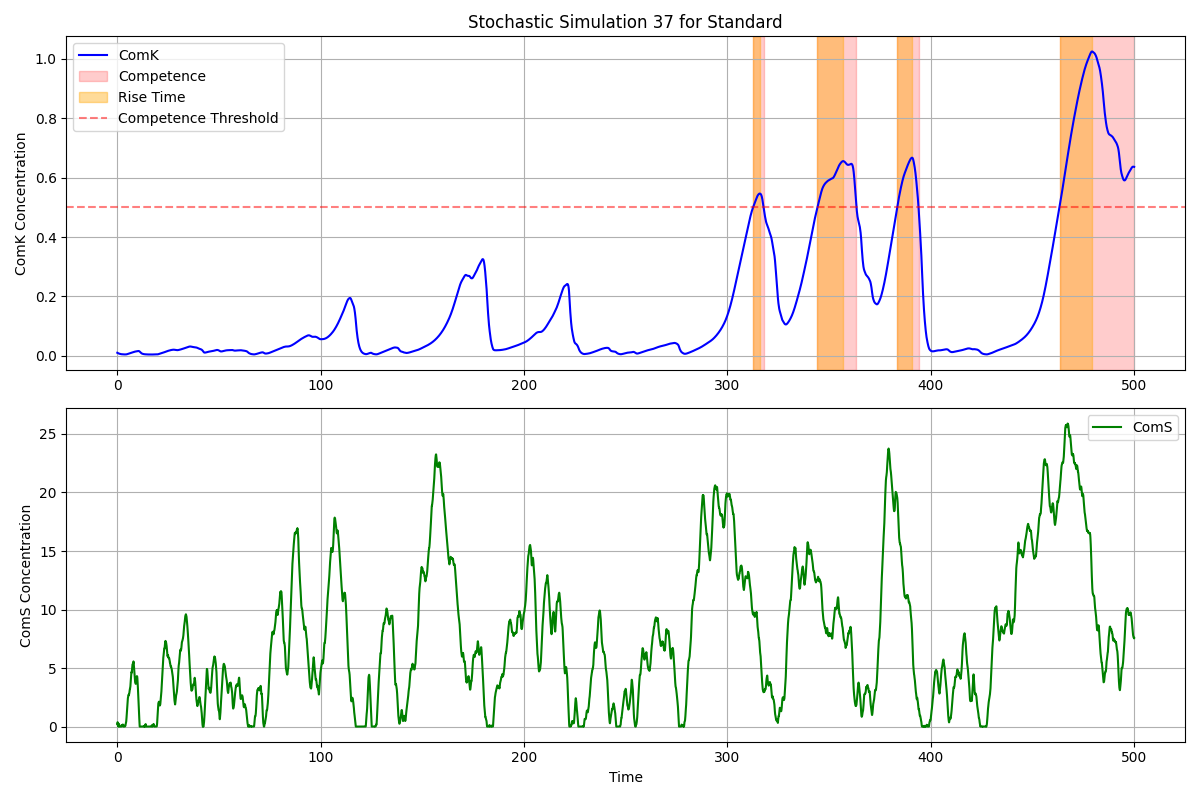 Stochastic Simulation 37 for Standard
ComK Concentration
1.0
0.8
0.6
0.4
0.2
0.0
ComK
Competence
Rise Time
Competence Threshold
0 100 200 300 400 500
ComS Concentration
25
20
15
10
5
0
ComS
0 100 200 300 400 500
Time